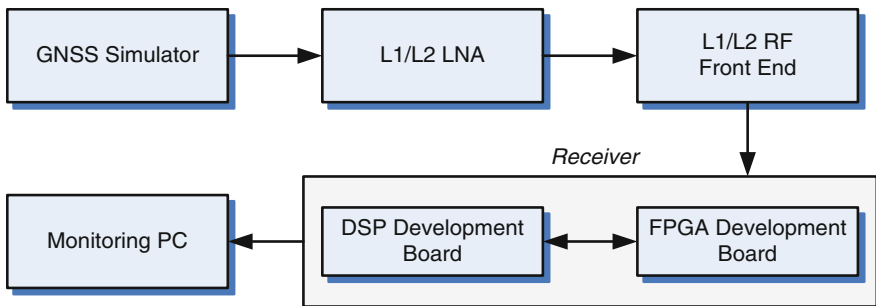 GNSS Simulator
L1/L2 LNA
L1/L2 RF
Front End
Receiver
Monitoring PC
DSP Development
Board
FPGA Development
Board